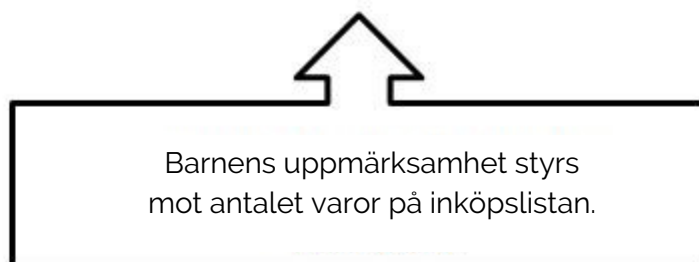 Barnens uppmärksamhet styrs
mot antalet varor på inköpslistan.